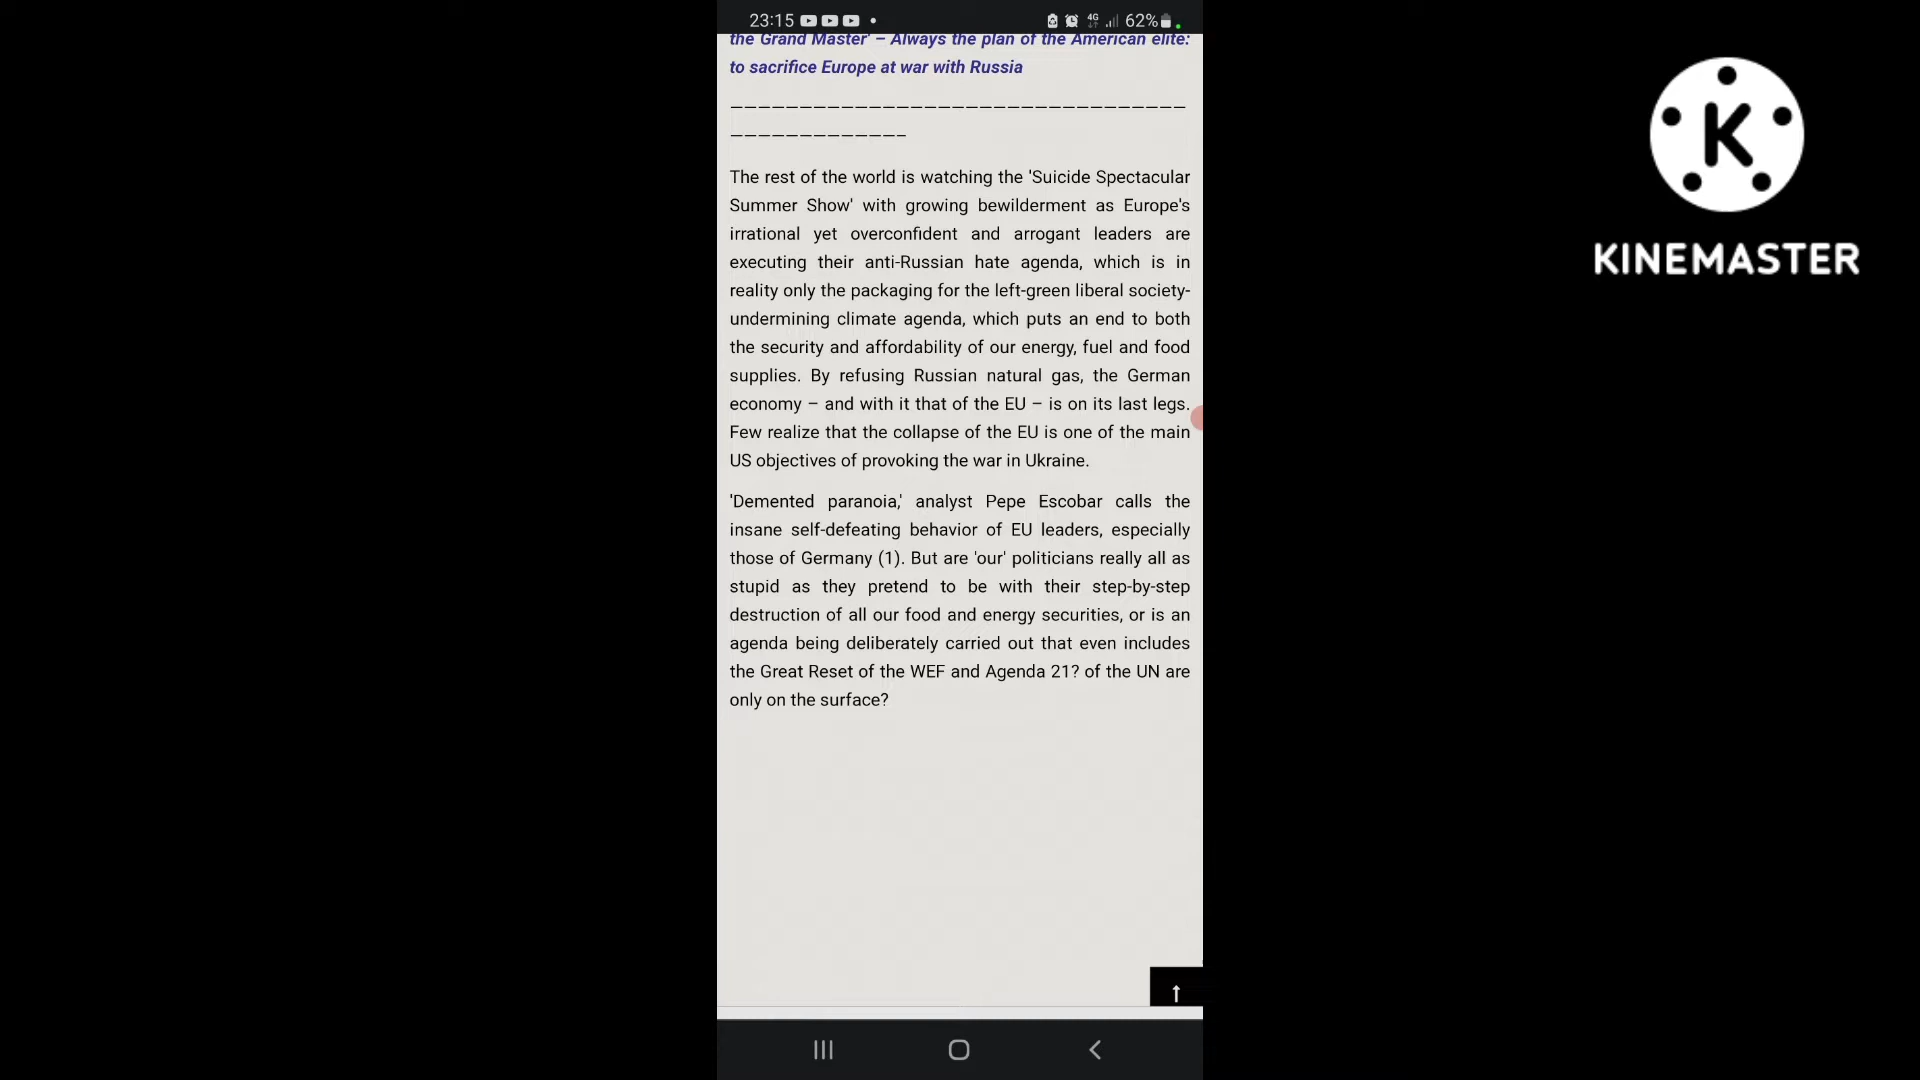 23:15
4G
62%
the Grand Master' – Always the plan of the American elite:
to sacrifice Europe at war with Russia
–––––––––––––––––––––––––––––––––
–––––––––––––
The rest of the world is watching the 'Suicide Spectacular
Summer Show' with growing bewilderment as Europe's
irrational yet overconfident and arrogant leaders are
executing their anti-Russian hate agenda, which is in
reality only the packaging for the left-green liberal society-
undermining climate agenda, which puts an end to both
the security and affordability of our energy, fuel and food
supplies. By refusing Russian natural gas, the German
economy – and with it that of the EU – is on its last legs.
Few realize that the collapse of the EU is one of the main
US objectives of provoking the war in Ukraine.
'Demented paranoia,' analyst Pepe Escobar calls the
insane self-defeating behavior of EU leaders, especially
those of Germany (1). But are 'our' politicians really all as
stupid as they pretend to be with their step-by-step
destruction of all our food and energy securities, or is an
agenda being deliberately carried out that even includes
the Great Reset of the WEF and Agenda 21? of the UN are
only on the surface?
K
KINEMASTER